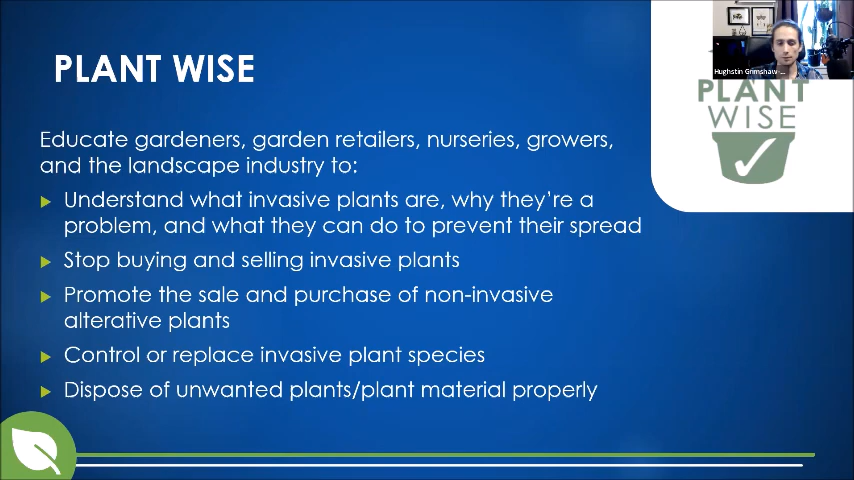 PLANT WISE
Hughstin Grimshaw-...
PLANT
WISE
Educate gardeners, garden retailers, nurseries, growers,
and the landscape industry to:
Understand what invasive plants are, why they're a
problem, and what they can do to prevent their spread
Stop buying and selling invasive plants
Promote the sale and purchase of non-invasive
alterative plants
Control or replace invasive plant species
Dispose of unwanted plants/plant material properly